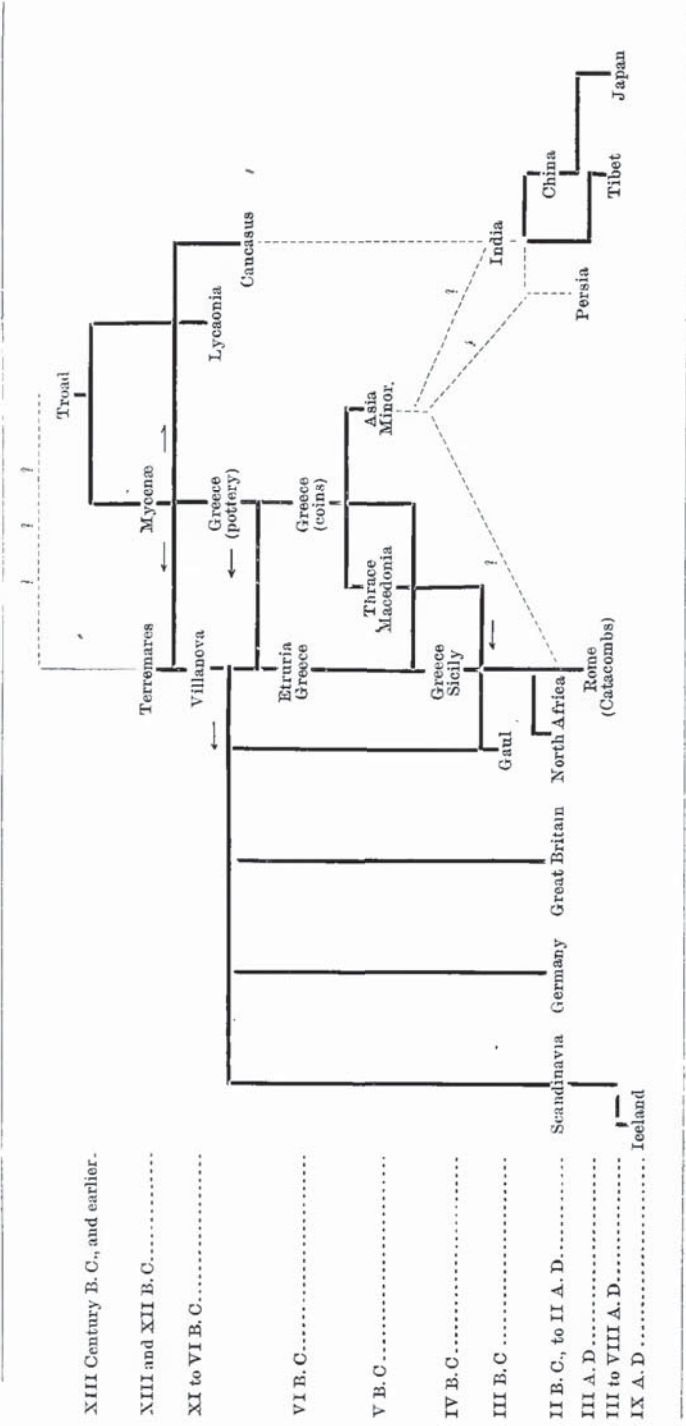 XIII Century B. C., and earlier.
Troad
? ? ?
XIII and XII B. C.
Terremares
Mycenæ
XI to VI B. C.
Villanova
Greece
(pottery)
Lycaonia
Caucasus
VI B. C.
Etruria
Greece
Greece
(coins)
V B. C.
Thrace
Macedonia
Asia
Minor.
IV B. C.
Greece
Sicily
III B. C.
Gaul
India
?
?
?
II B. C., to II A. D.
Scandinavia
Germany
Great Britain
North Africa
China
III A. D.
Rome
(Catacombs)
Persia
III to VIII A. D.
Tibet
Japan
IX A. D.
Iceland